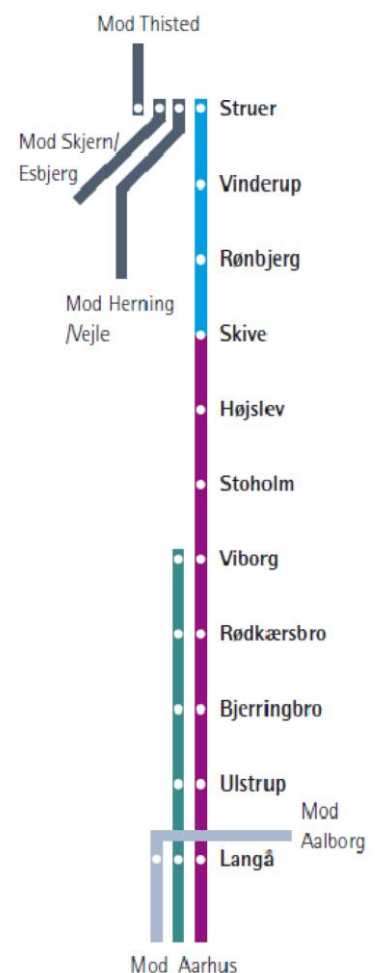 Mod Thisted
Struer
Mod Skjern/
Esbjerg
Vinderup
Rønbjerg
Mod Herning
/Vejle
Skive
Højslev
Stoholm
Viborg
Rødkærsbro
Bjerringbro
Ulstrup
Mod
Aalborg
Langå
Mod Aarhus